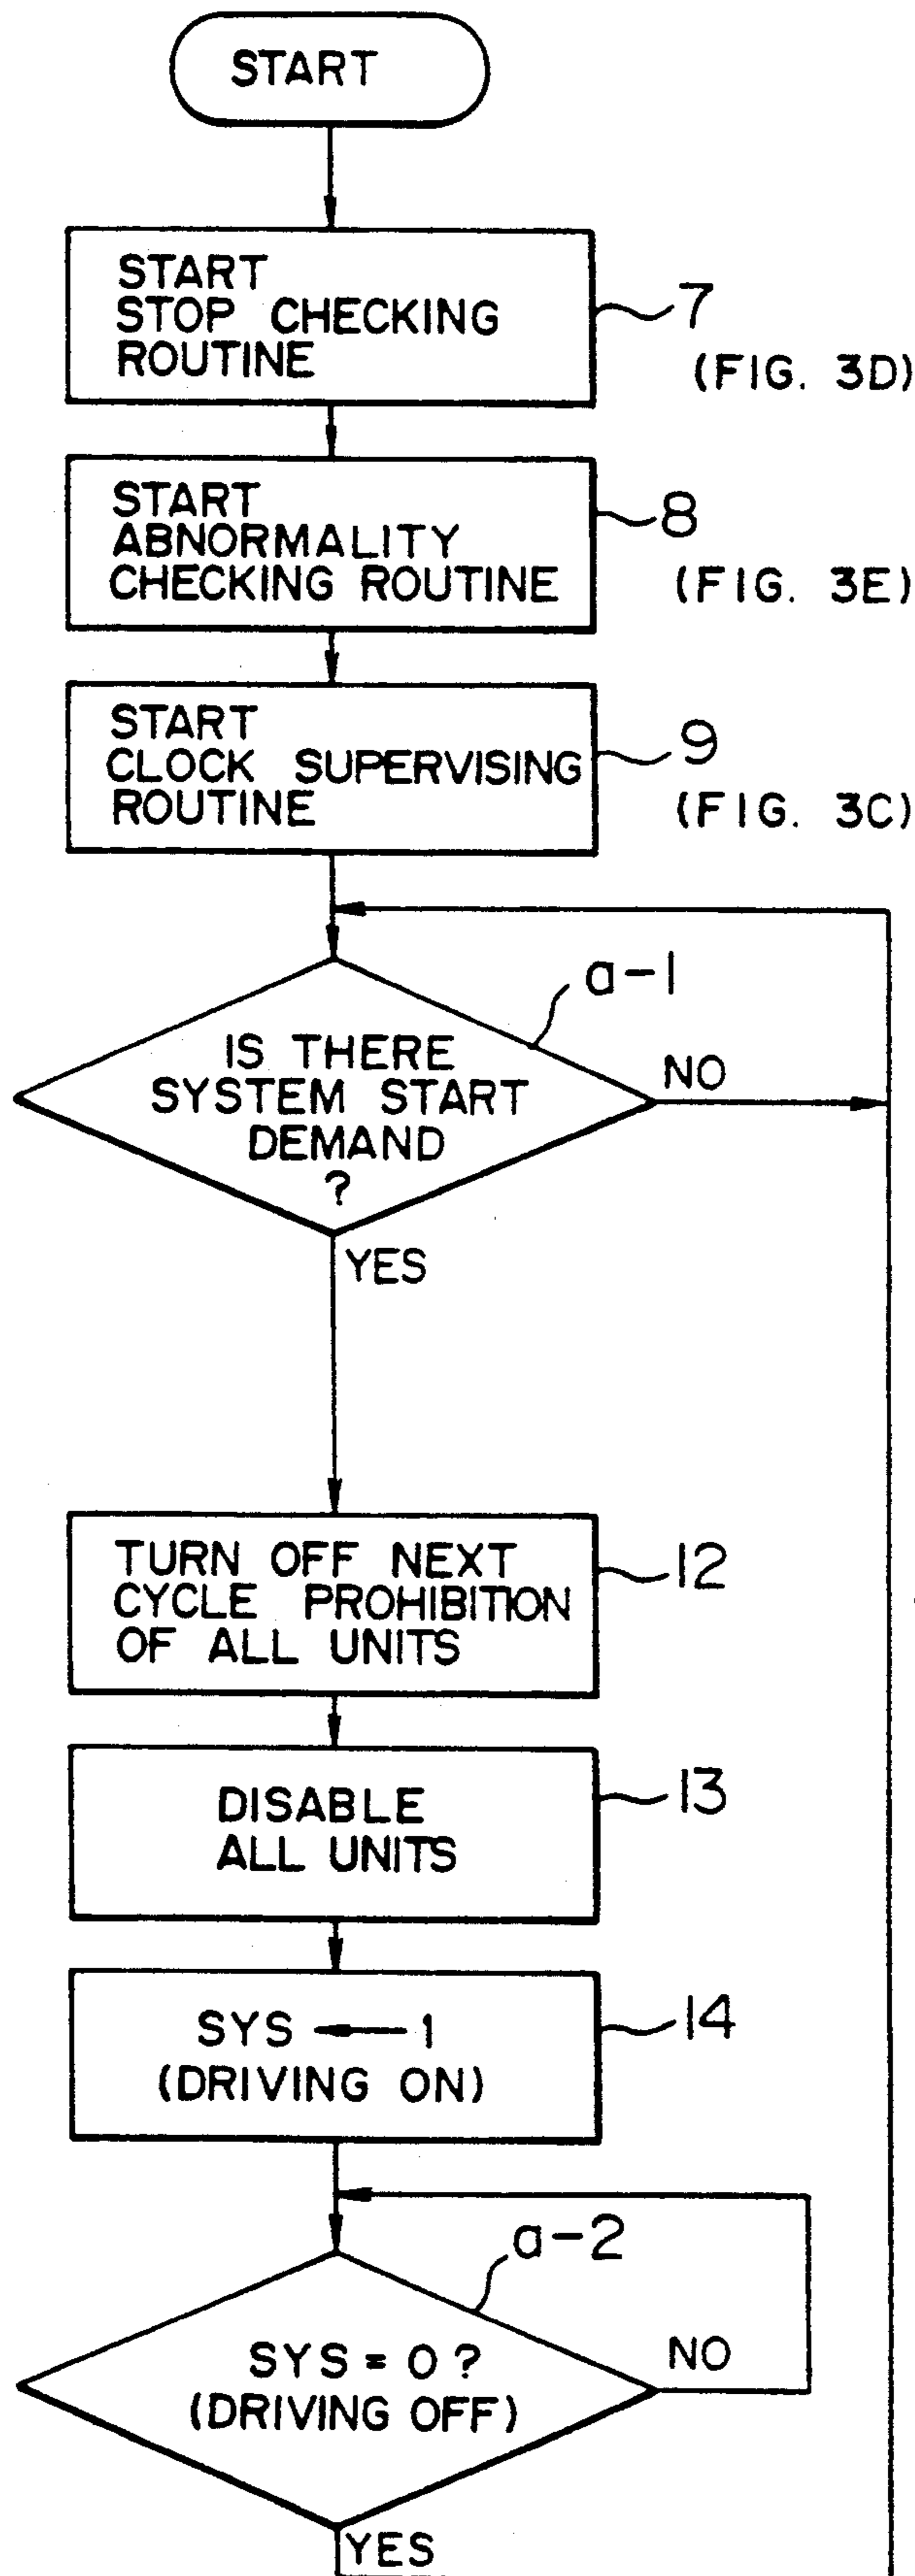 START
START
STOP CHECKING
ROUTINE
7
(FIG. 3D)
START
ABNORMALITY
CHECKING ROUTINE
8
(FIG. 3E)
START
CLOCK SUPERVISING
ROUTINE
9
(FIG. 3C)
a-1
IS THERE
SYSTEM START
DEMAND
?
NO
YES
TURN OFF NEXT
CYCLE PROHIBITION
OF ALL UNITS
12
DISABLE
ALL UNITS
13
SYS ← 1
(DRIVING ON)
14
a-2
SYS = 0 ?
(DRIVING OFF)
NO
YES